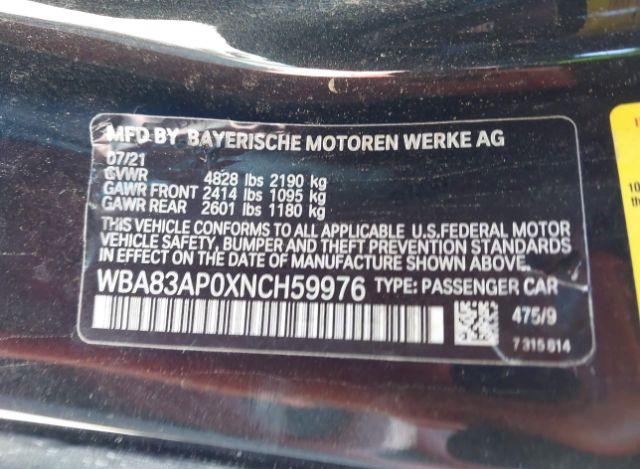 MFD BY BAYERISCHE MOTOREN WERKE AG
07/21
GVWR 4828 lbs 2190 kg
GAWR FRONT 2414 lbs 1095 kg
GAWR REAR 2601 lbs 1180 kg
THIS VEHICLE CONFORMS TO ALL APPLICABLE U.S.FEDERAL MOTOR
VEHICLE SAFETY, BUMPER AND THEFT PREVENTION STANDARDS
IN EFFECT ON THE DATE OF MANUFACTURE SHOWN ABOVE.
WBA83AP0XNCH59976 TYPE: PASSENGER CAR
475/9
7 315 814
10